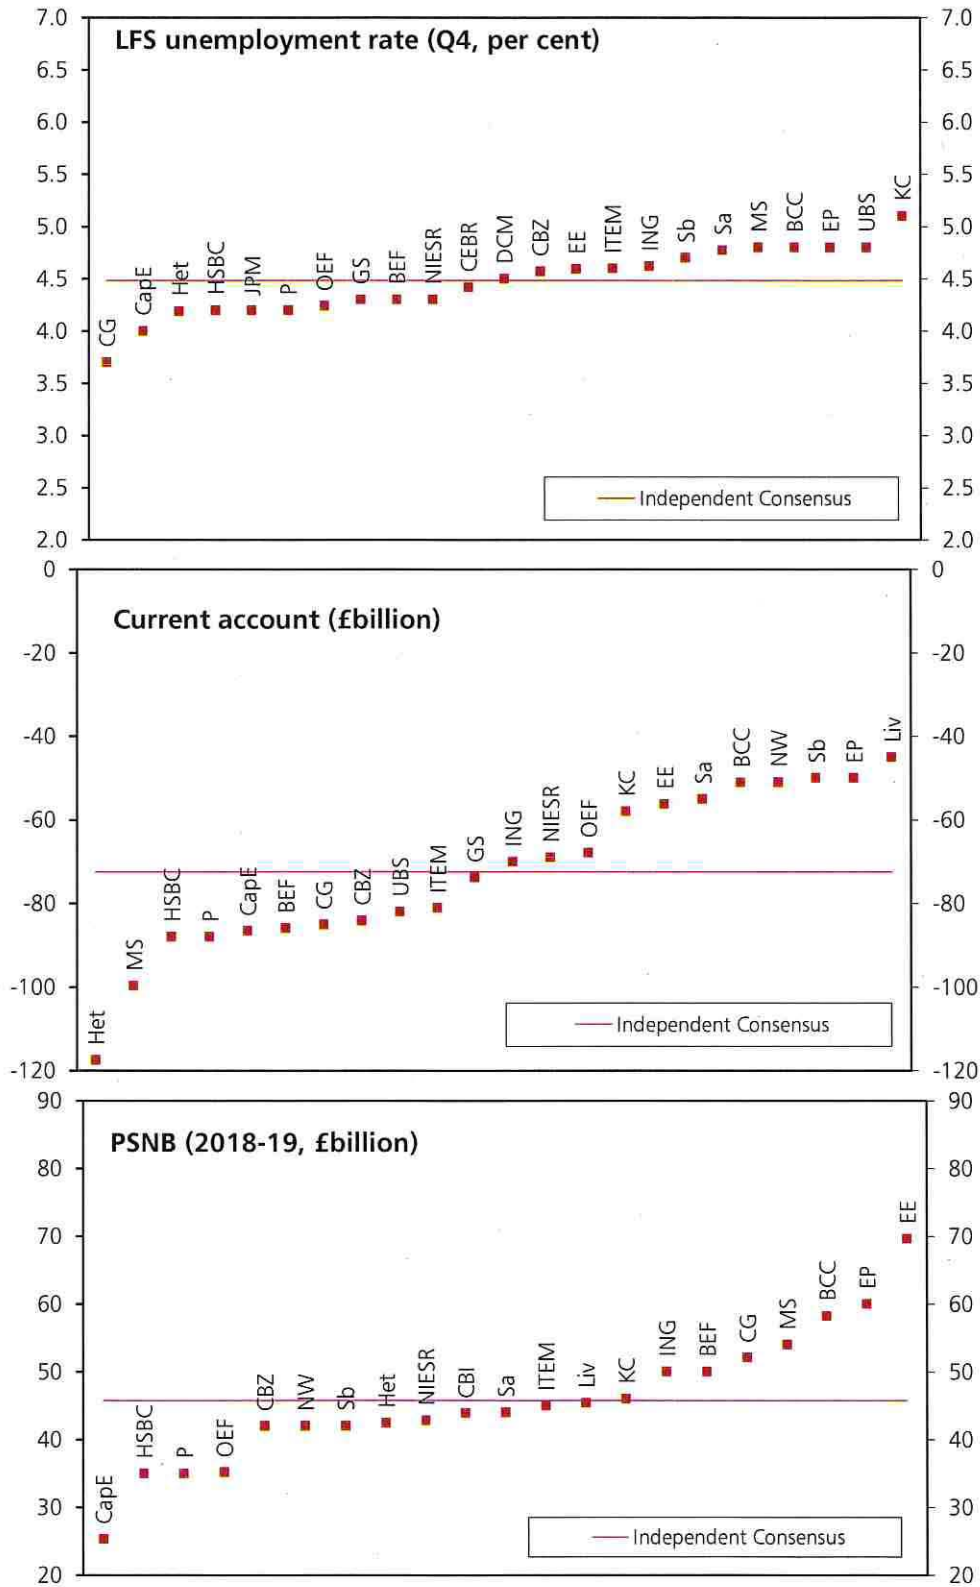 LFS unemployment rate (Q4, per cent)
7.0 7.0
6.5 6.5
6.0 6.0
5.5 5.5
5.0 5.0
4.5 4.5
4.0 4.0
3.5 3.5
3.0 3.0
2.5 2.5
2.0 2.0
CG CapE Het HSBC JPM P OEF GS BEF NIESR CEBR DCM CBZ EE ITEM ING Sb Sa MS BCC EP UBS KC
Independent Consensus
Current account (£billion)
0 0
-20 -20
-40 -40
-60 -60
-80 -80
-100 -100
-120 -120
Het MS HSBC P CapE BEF CG CBZ UBS ITEM GS ING NIESR OEF KC EE Sa BCC NW Sb EP Liv
Independent Consensus
PSNB (2018-19, £billion)
90 90
80 80
70 70
60 60
50 50
40 40
30 30
20 20
CapE HSBC P OEF CBZ NW Sb Het NIESR CBI Sa ITEM Liv KC ING BEF CG MS BCC EP EE
Independent Consensus